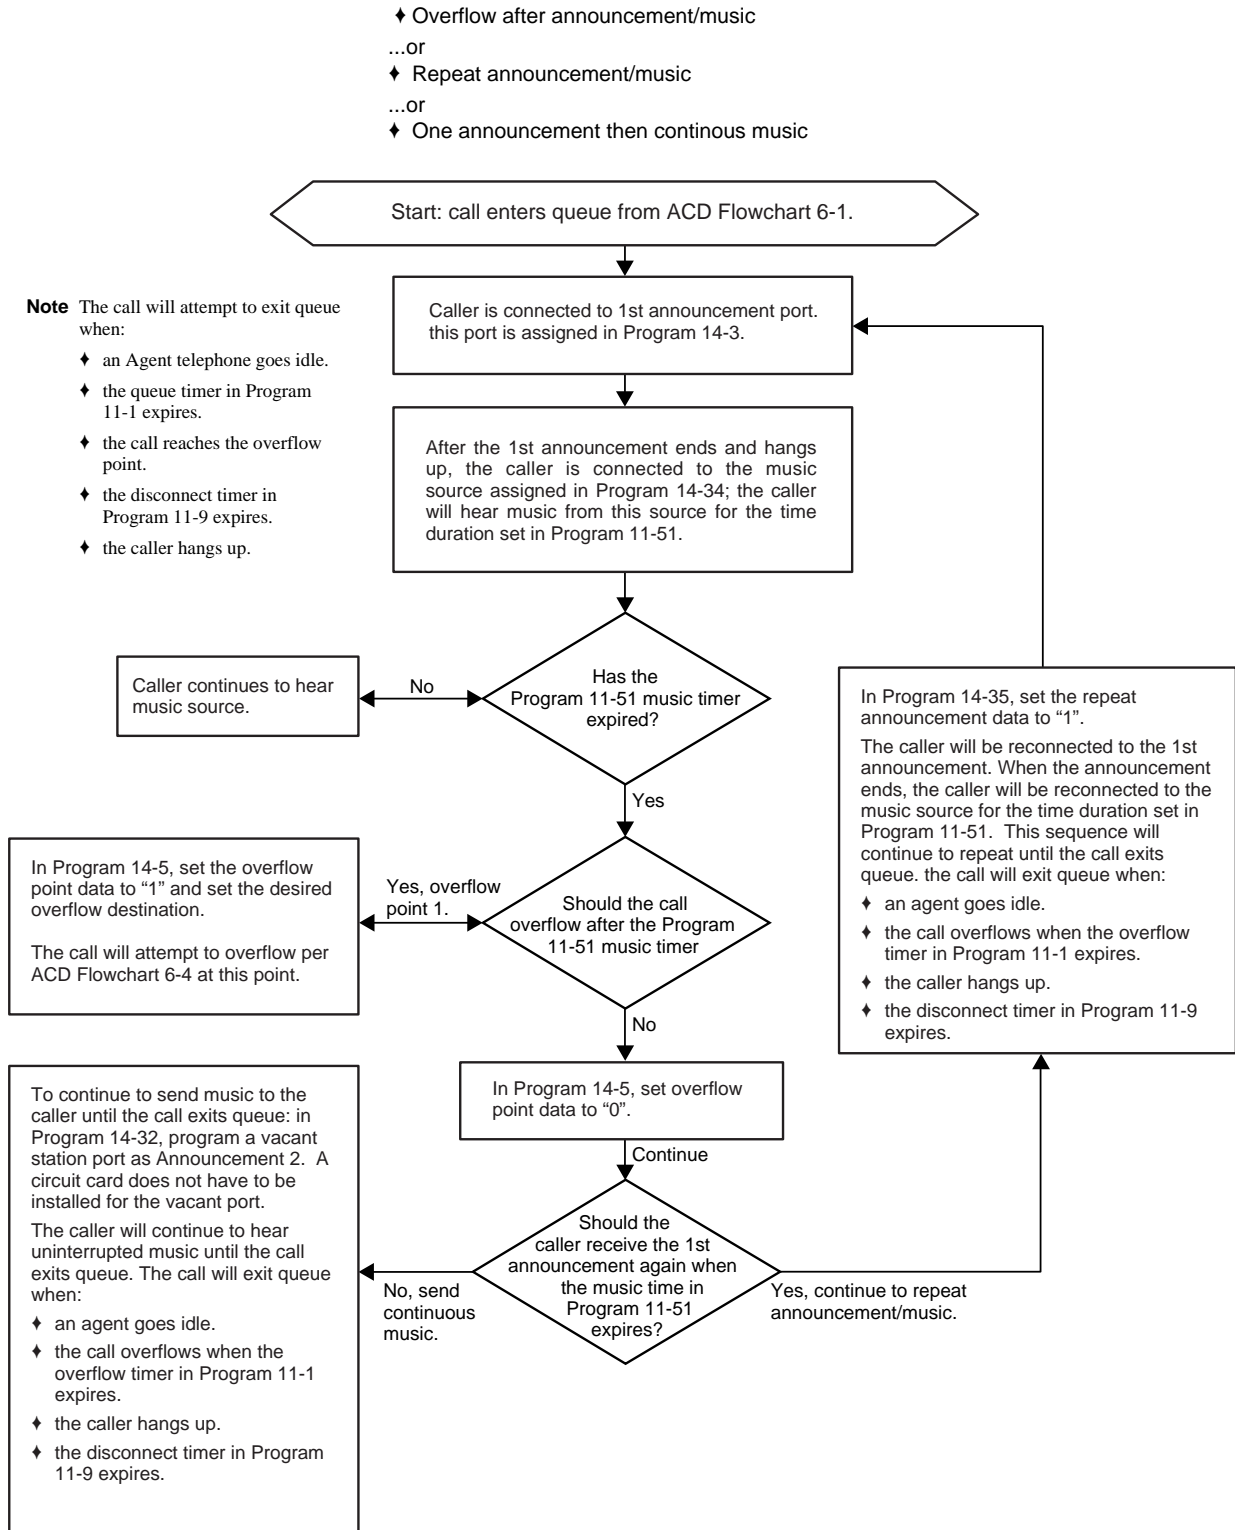 ♦ Overflow after announcement/music
...or
♦ Repeat announcement/music
...or
♦ One announcement then continous music
Start: call enters queue from ACD Flowchart 6-1.
Note The call will attempt to exit queue
when:
♦ an Agent telephone goes idle.
♦ the queue timer in Program
11-1 expires.
♦ the call reaches the overflow
point.
♦ the disconnect timer in
Program 11-9 expires.
♦ the caller hangs up.
Caller is connected to 1st announcement port.
this port is assigned in Program 14-3.
After the 1st announcement ends and hangs
up, the caller is connected to the music
source assigned in Program 14-34; the caller
will hear music from this source for the time
duration set in Program 11-51.
Has the
Program 11-51 music timer
expired?
No
Caller continues to hear
music source.
Yes
Should the call
overflow after the Program
11-51 music timer
Yes, overflow
point 1.
In Program 14-5, set the overflow
point data to “1” and set the desired
overflow destination.
The call will attempt to overflow per
ACD Flowchart 6-4 at this point.
No
In Program 14-5, set overflow
point data to “0”.
Continue
Should the
caller receive the 1st
announcement again when
the music time in
Program 11-51
expires?
No, send
continuous
music.
To continue to send music to the
caller until the call exits queue: in
Program 14-32, program a vacant
station port as Announcement 2.  A
circuit card does not have to be
installed for the vacant port.
The caller will continue to hear
uninterrupted music until the call
exits queue. The call will exit queue
when:
♦ an agent goes idle.
♦ the call overflows when the
overflow timer in Program 11-1
expires.
♦ the caller hangs up.
♦ the disconnect timer in Program
11-9 expires.
Yes, continue to repeat
announcement/music.
In Program 14-35, set the repeat
announcement data to “1”.
The caller will be reconnected to the 1st
announcement. When the announcement
ends, the caller will be reconnected to the
music source for the time duration set in
Program 11-51.  This sequence will
continue to repeat until the call exits
queue. the call will exit queue when:
♦ an agent goes idle.
♦ the call overflows when the overflow
timer in Program 11-1 expires.
♦ the caller hangs up.
♦ the disconnect timer in Program 11-9
expires.